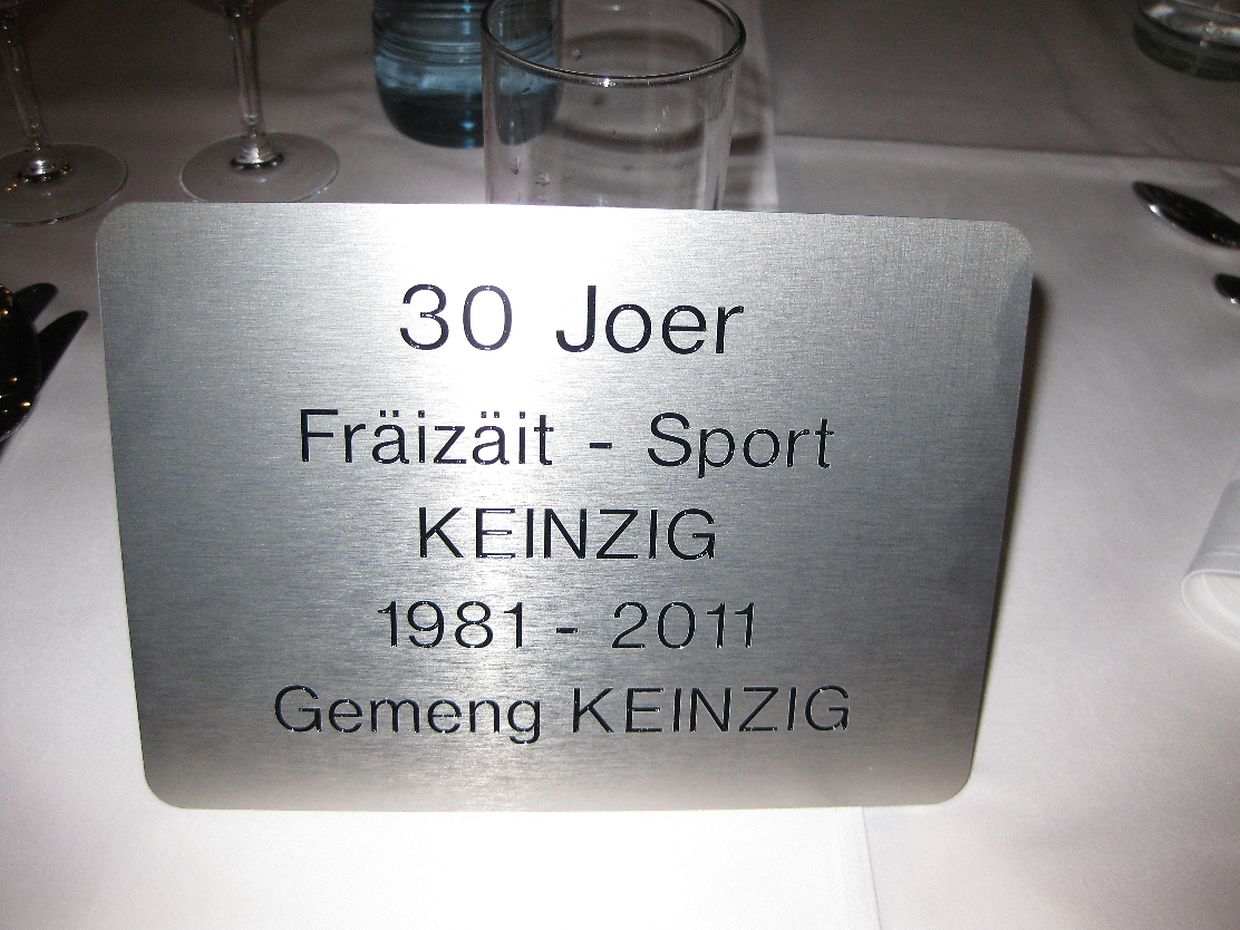 30 Joer
Fräizäit - Sport
KEINZIG
1981 - 2011
Gemeng KEINZIG